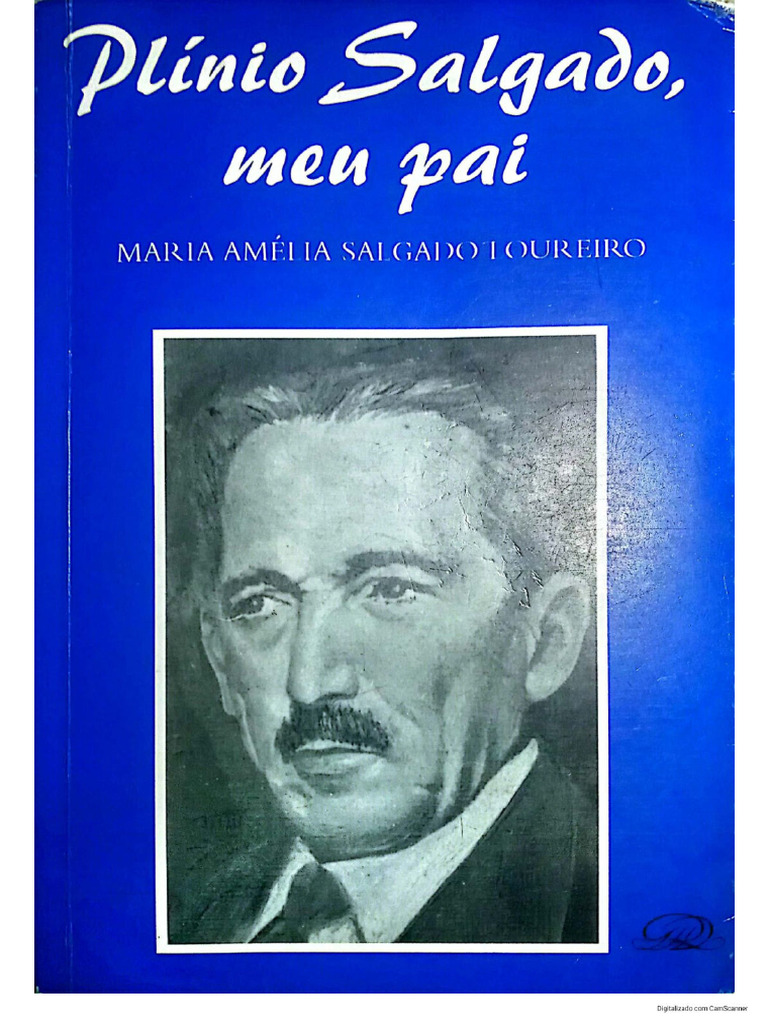 Plínio Salgado,
meu pai
MARIA AMÉLIA SALGADO LOUREIRO
Digitalizado com CamScanner